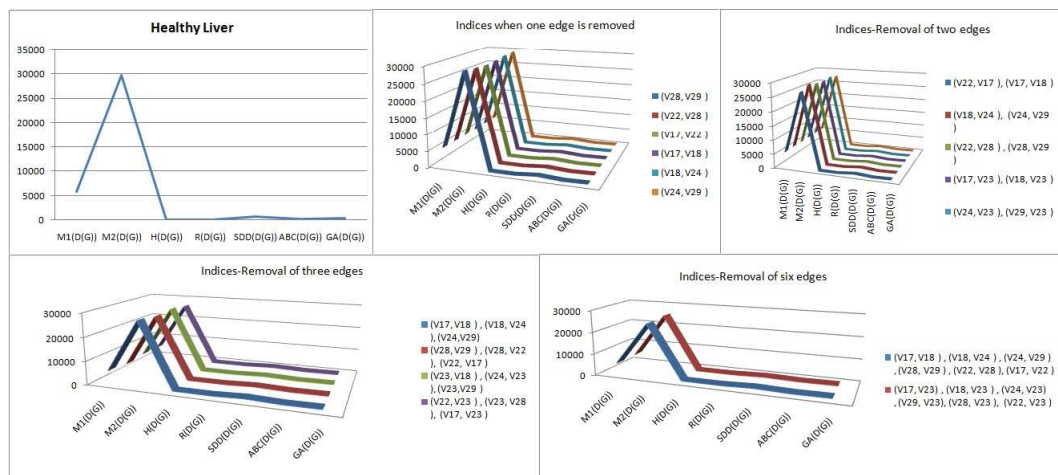 Healthy Liver
35000
30000
25000
20000
15000
10000
5000
0
M1(D(G)) M2(D(G)) H(D(G)) R(D(G)) SDD(D(G)) ABC(D(G)) GA(D(G))
Indices when one edge is removed
30000
25000
20000
15000
10000
5000
0
M1(D(G))
M2(D(G))
H(D(G))
R(D(G))
SDD(D(G))
ABC(D(G))
GA(D(G))
(V28, V29 )
(V22, V28 )
(V17, V22 )
(V17, V18 )
(V18, V24 )
(V24, V29 )
Indices-Removal of two edges
30000
25000
20000
15000
10000
5000
0
M1(D(G))
M2(D(G))
H(D(G))
R(D(G))
SDD(D(G))
ABC(D(G))
GA(D(G))
(V22, V17 ) , (V17, V18 )
(V18, V24 ) , (V24, V29
)
(V22, V28 ) , (V28, V29
)
(V17, V23 ) , (V18, V23 )
(V24, V23 ) , (V29, V23 )
Indices-Removal of three edges
30000
20000
10000
0
M1(D(G))
M2(D(G))
H(D(G))
R(D(G))
SDD(D(G))
ABC(D(G))
GA(D(G))
(V17, V18 ) , (V18, V24
) , (V24,V29)
(V28, V29 ) , (V28, V22
) , (V22, V17 )
(V23, V18 ) , (V24, V23
) , (V23,V29 )
(V22, V23 ) , (V23, V28
) , (V17, V23 )
Indices-Removal of six edges
30000
20000
10000
0
M1(D(G))
M2(D(G))
H(D(G))
R(D(G))
SDD(D(G))
ABC(D(G))
GA(D(G))
(V17, V18 ) , (V18, V24 ) , (V24, V29 )
, (V28, V29 ) , (V22, V28 ) , (V17, V22 )
(V17, V23 ) , (V18, V23 ) , (V24, V23)
, (V29, V23), (V28, V23 ) , (V22, V23 )